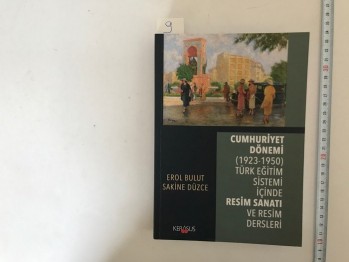 9
CUMHURİYET
DÖNEMİ
(1923-1950)
TÜRK EĞİTİM
SİSTEMİ
İÇİNDE
RESİM SANATI
VE RESİM
DERSLERİ
EROL BULUT
SAKİNE DÜZCE